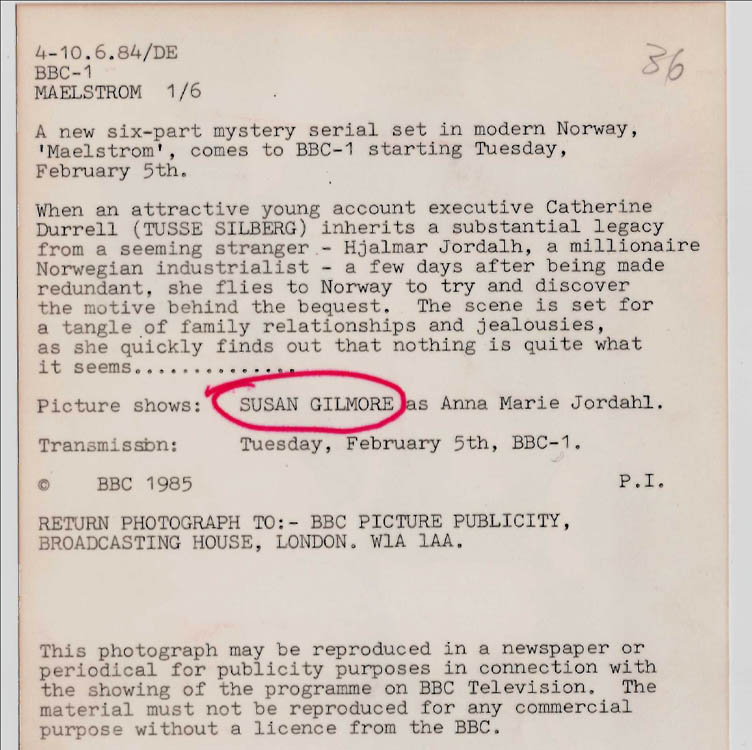 4-10.6.84/DE
36
BBC-1
MAELSTROM 1/6
A new six-part mystery serial set in modern Norway,
'Maelstrom', comes to BBC-1 starting Tuesday,
February 5th.
When an attractive young account executive Catherine
Durrell (TUSSE SILBERG) inherits a substantial legacy
from a seeming stranger - Hjalmar Jordalh, a millionaire
Norwegian industrialist - a few days after being made
redundant, she flies to Norway to try and discover
the motive behind the bequest. The scene is set for
a tangle of family relationships and jealousies,
as she quickly finds out that nothing is quite what
it seems...............
Picture shows: SUSAN GILMORE as Anna Marie Jordahl.
Transmissbn: Tuesday, February 5th, BBC-1.
© BBC 1985 P.I.
RETURN PHOTOGRAPH TO:- BBC PICTURE PUBLICITY,
BROADCASTING HOUSE, LONDON. W1A 1AA.
This photograph may be reproduced in a newspaper or
periodical for publicity purposes in connection with
the showing of the programme on BBC Television. The
material must not be reproduced for any commercial
purpose without a licence from the BBC.